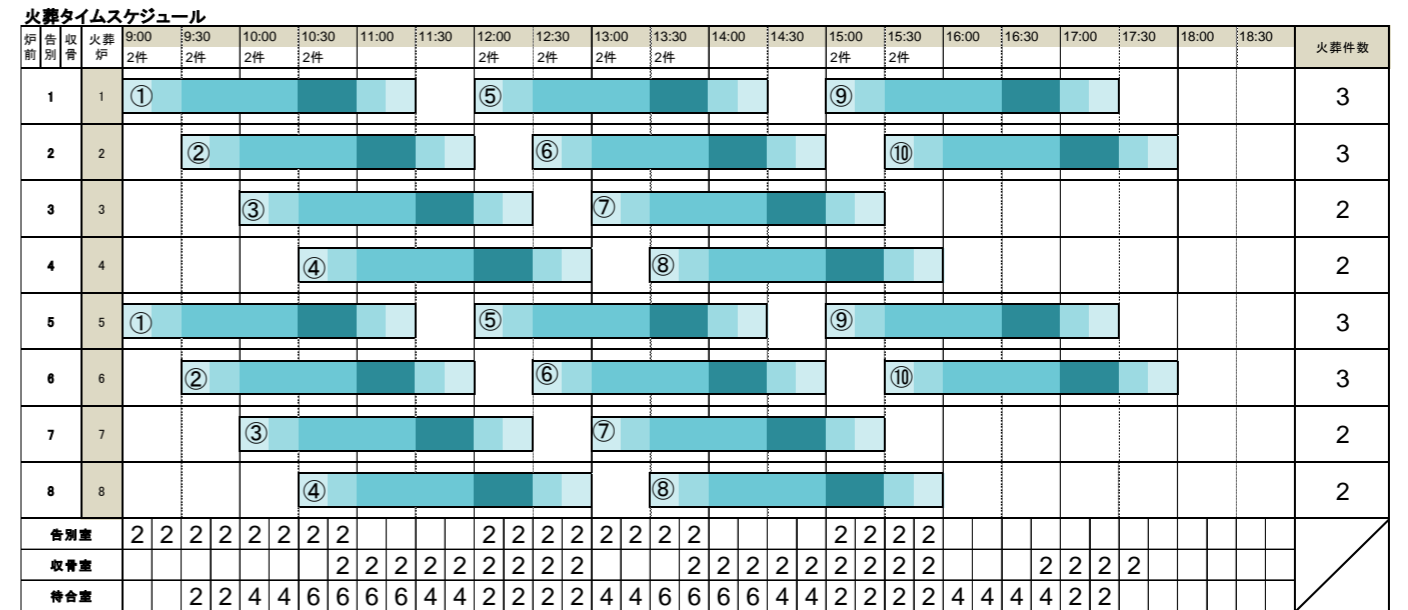 火葬タイムスケジュール
炉前 告別 収骨 火葬炉 9:00 9:30 10:00 10:30 11:00 11:30 12:00 12:30 13:00 13:30 14:00 14:30 15:00 15:30 16:00 16:30 17:00 17:30 18:00 18:30 火葬件数
2件 2件 2件 2件 2件 2件 2件 2件 2件 2件
1 1 ① ⑤ ⑨ 3
2 2 ② ⑥ ⑩ 3
3 3 ③ ⑦ 2
4 4 ④ ⑧ 2
5 5 ① ⑤ ⑨ 3
6 6 ② ⑥ ⑩ 3
7 7 ③ ⑦ 2
8 8 ④ ⑧ 2
告別室 2 2 2 2 2 2 2 2 2 2 2 2 2 2 2 2 2 2 2 2
収骨室 2 2 2 2 2 2 2 2 2 2 2 2 2 2 2 2 2 2 2 2 2 2
待合室 2 2 4 4 6 6 6 6 4 4 2 2 2 2 4 4 6 6 6 6 4 4 2 2 2 2 4 4 4 4 2 2